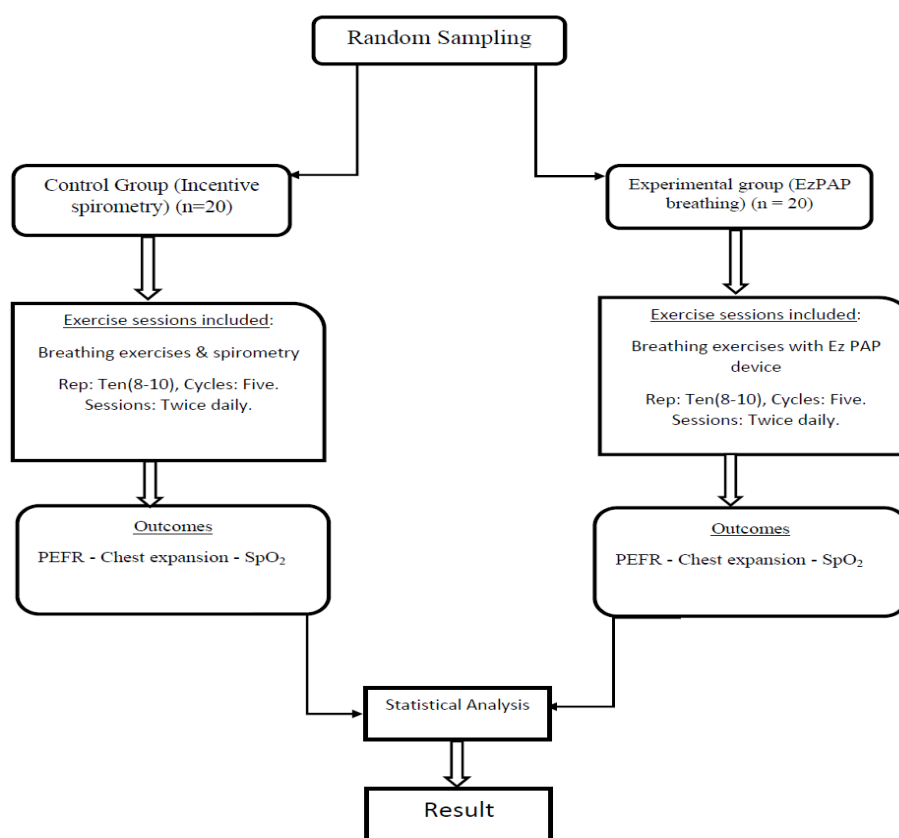 Random Sampling
Control Group (Incentive
spirometry) (n=20)
Experimental group (EzPAP
breathing) (n = 20)
Exercise sessions included:
Breathing exercises & spirometry
Rep: Ten(8-10), Cycles: Five.
Sessions: Twice daily.
Exercise sessions included:
Breathing exercises with Ez PAP
device
Rep: Ten(8-10), Cycles: Five.
Sessions: Twice daily.
Outcomes
PEFR - Chest expansion - SpO₂
Outcomes
PEFR - Chest expansion - SpO₂
Statistical Analysis
Result